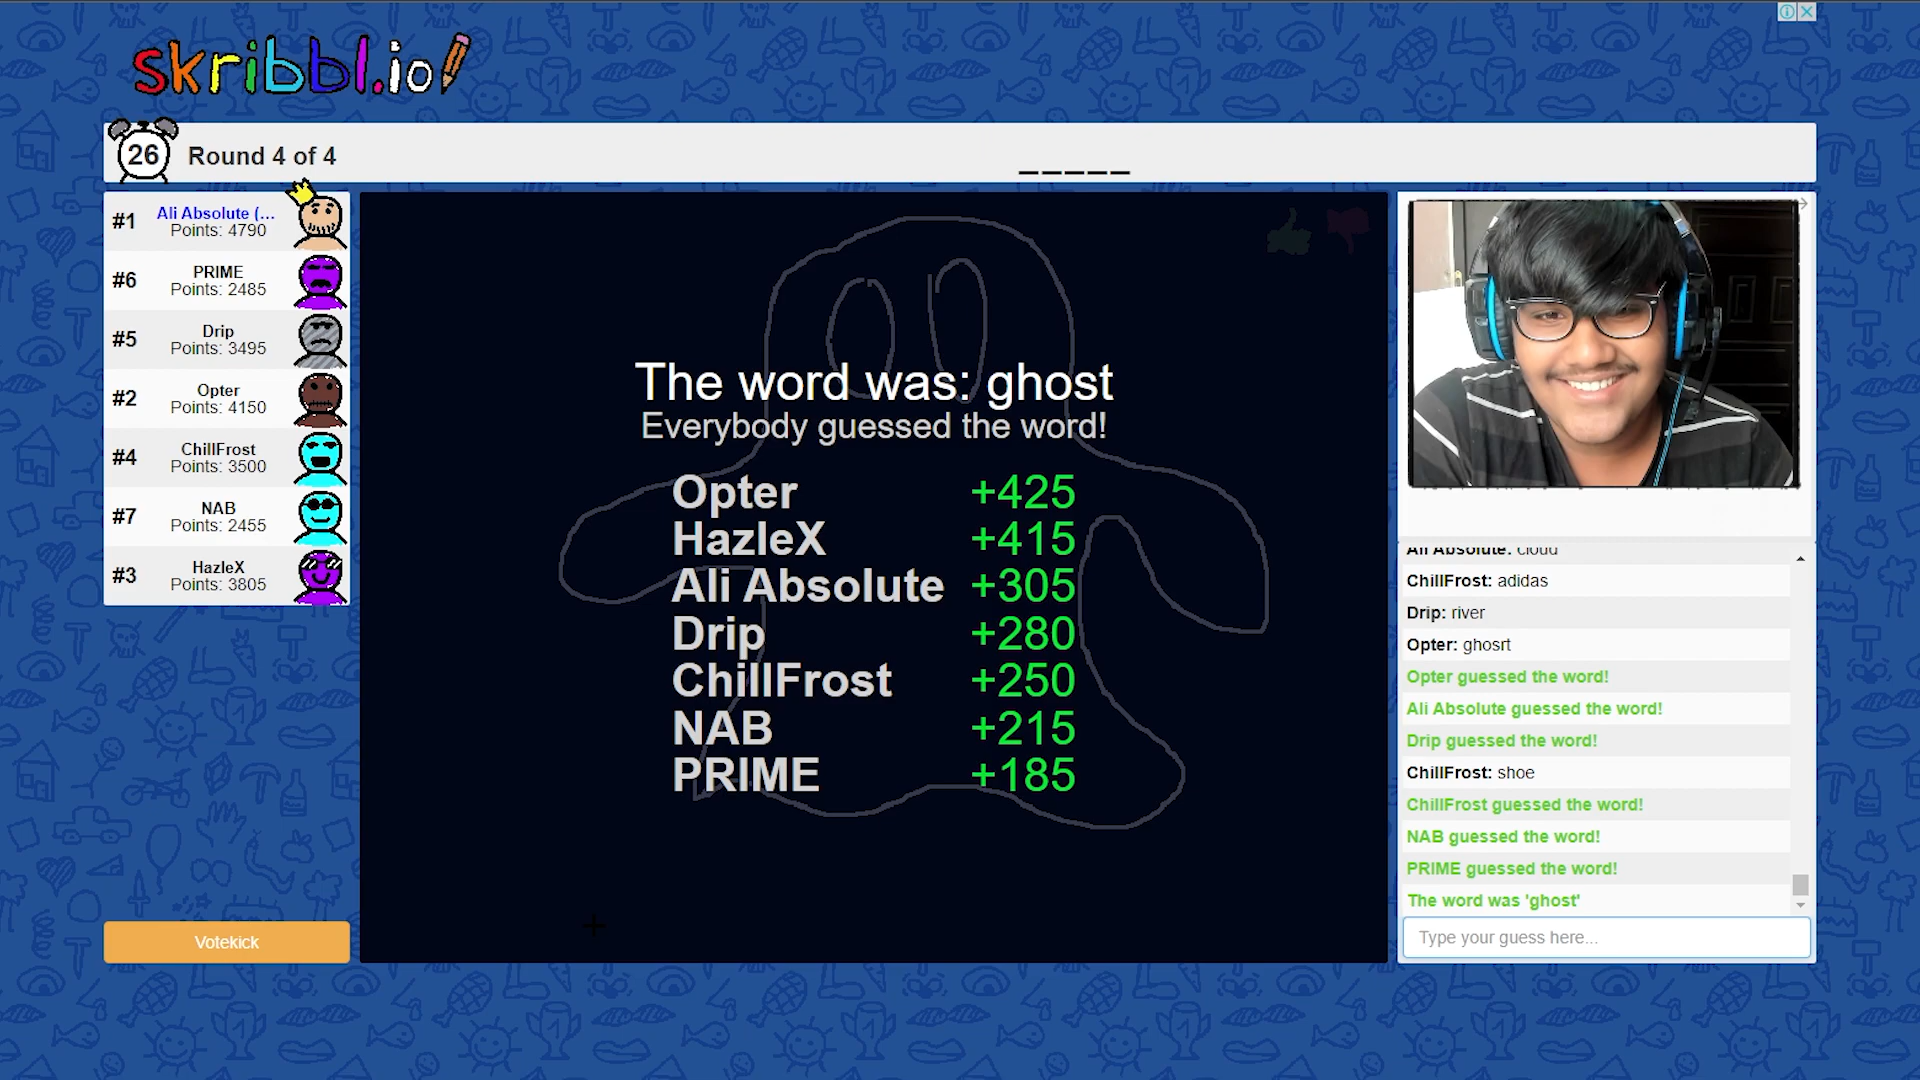 skribbl.io
26
Round 4 of 4
_____
#1
Ali Absolute (...
Points: 4790
#6
PRIME
Points: 2485
#5
Drip
Points: 3495
#2
Opter
Points: 4150
#4
ChillFrost
Points: 3500
#7
NAB
Points: 2455
#3
HazleX
Points: 3805
Votekick
The word was: ghost
Everybody guessed the word!
Opter +425
HazleX +415
Ali Absolute +305
Drip +280
ChillFrost +250
NAB +215
PRIME +185
Ali Absolute: cloud
ChillFrost: adidas
Drip: river
Opter: ghosrt
Opter guessed the word!
Ali Absolute guessed the word!
Drip guessed the word!
ChillFrost: shoe
ChillFrost guessed the word!
NAB guessed the word!
PRIME guessed the word!
The word was 'ghost'
Type your guess here...